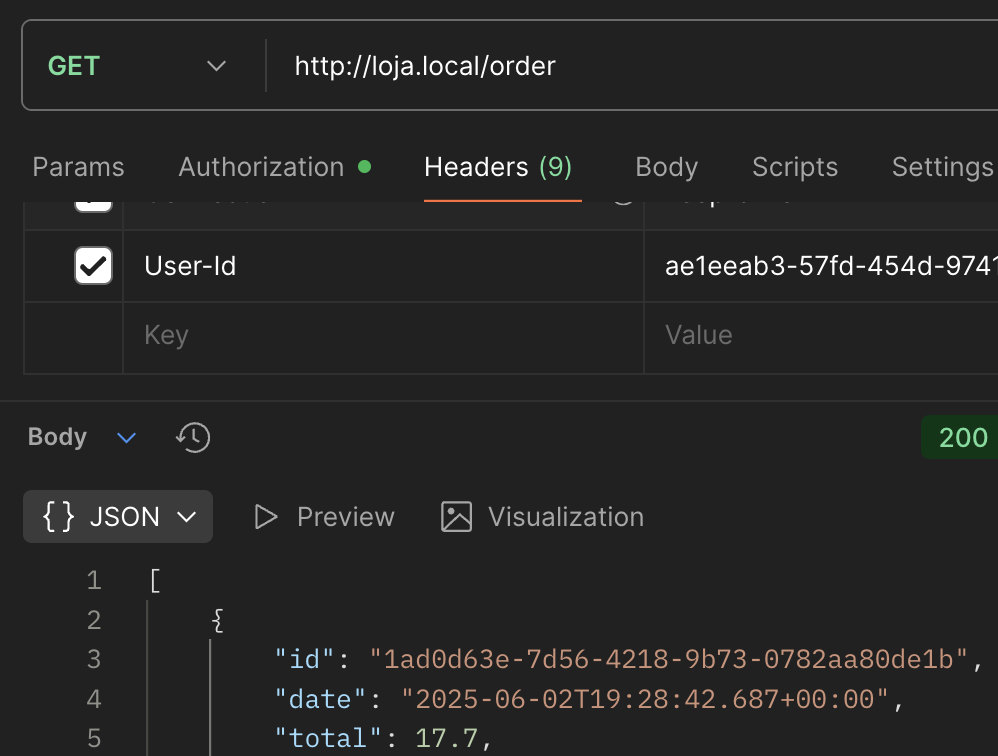 GET http://loja.local/order
Params Authorization Headers (9) Body Scripts Settings
User-Id ae1eeab3-57fd-454d-9741
Key Value
Body 200
{} JSON Preview Visualization
1 [
2 {
3 "id": "1ad0d63e-7d56-4218-9b73-0782aa80de1b",
4 "date": "2025-06-02T19:28:42.687+00:00",
5 "total": 17.7,